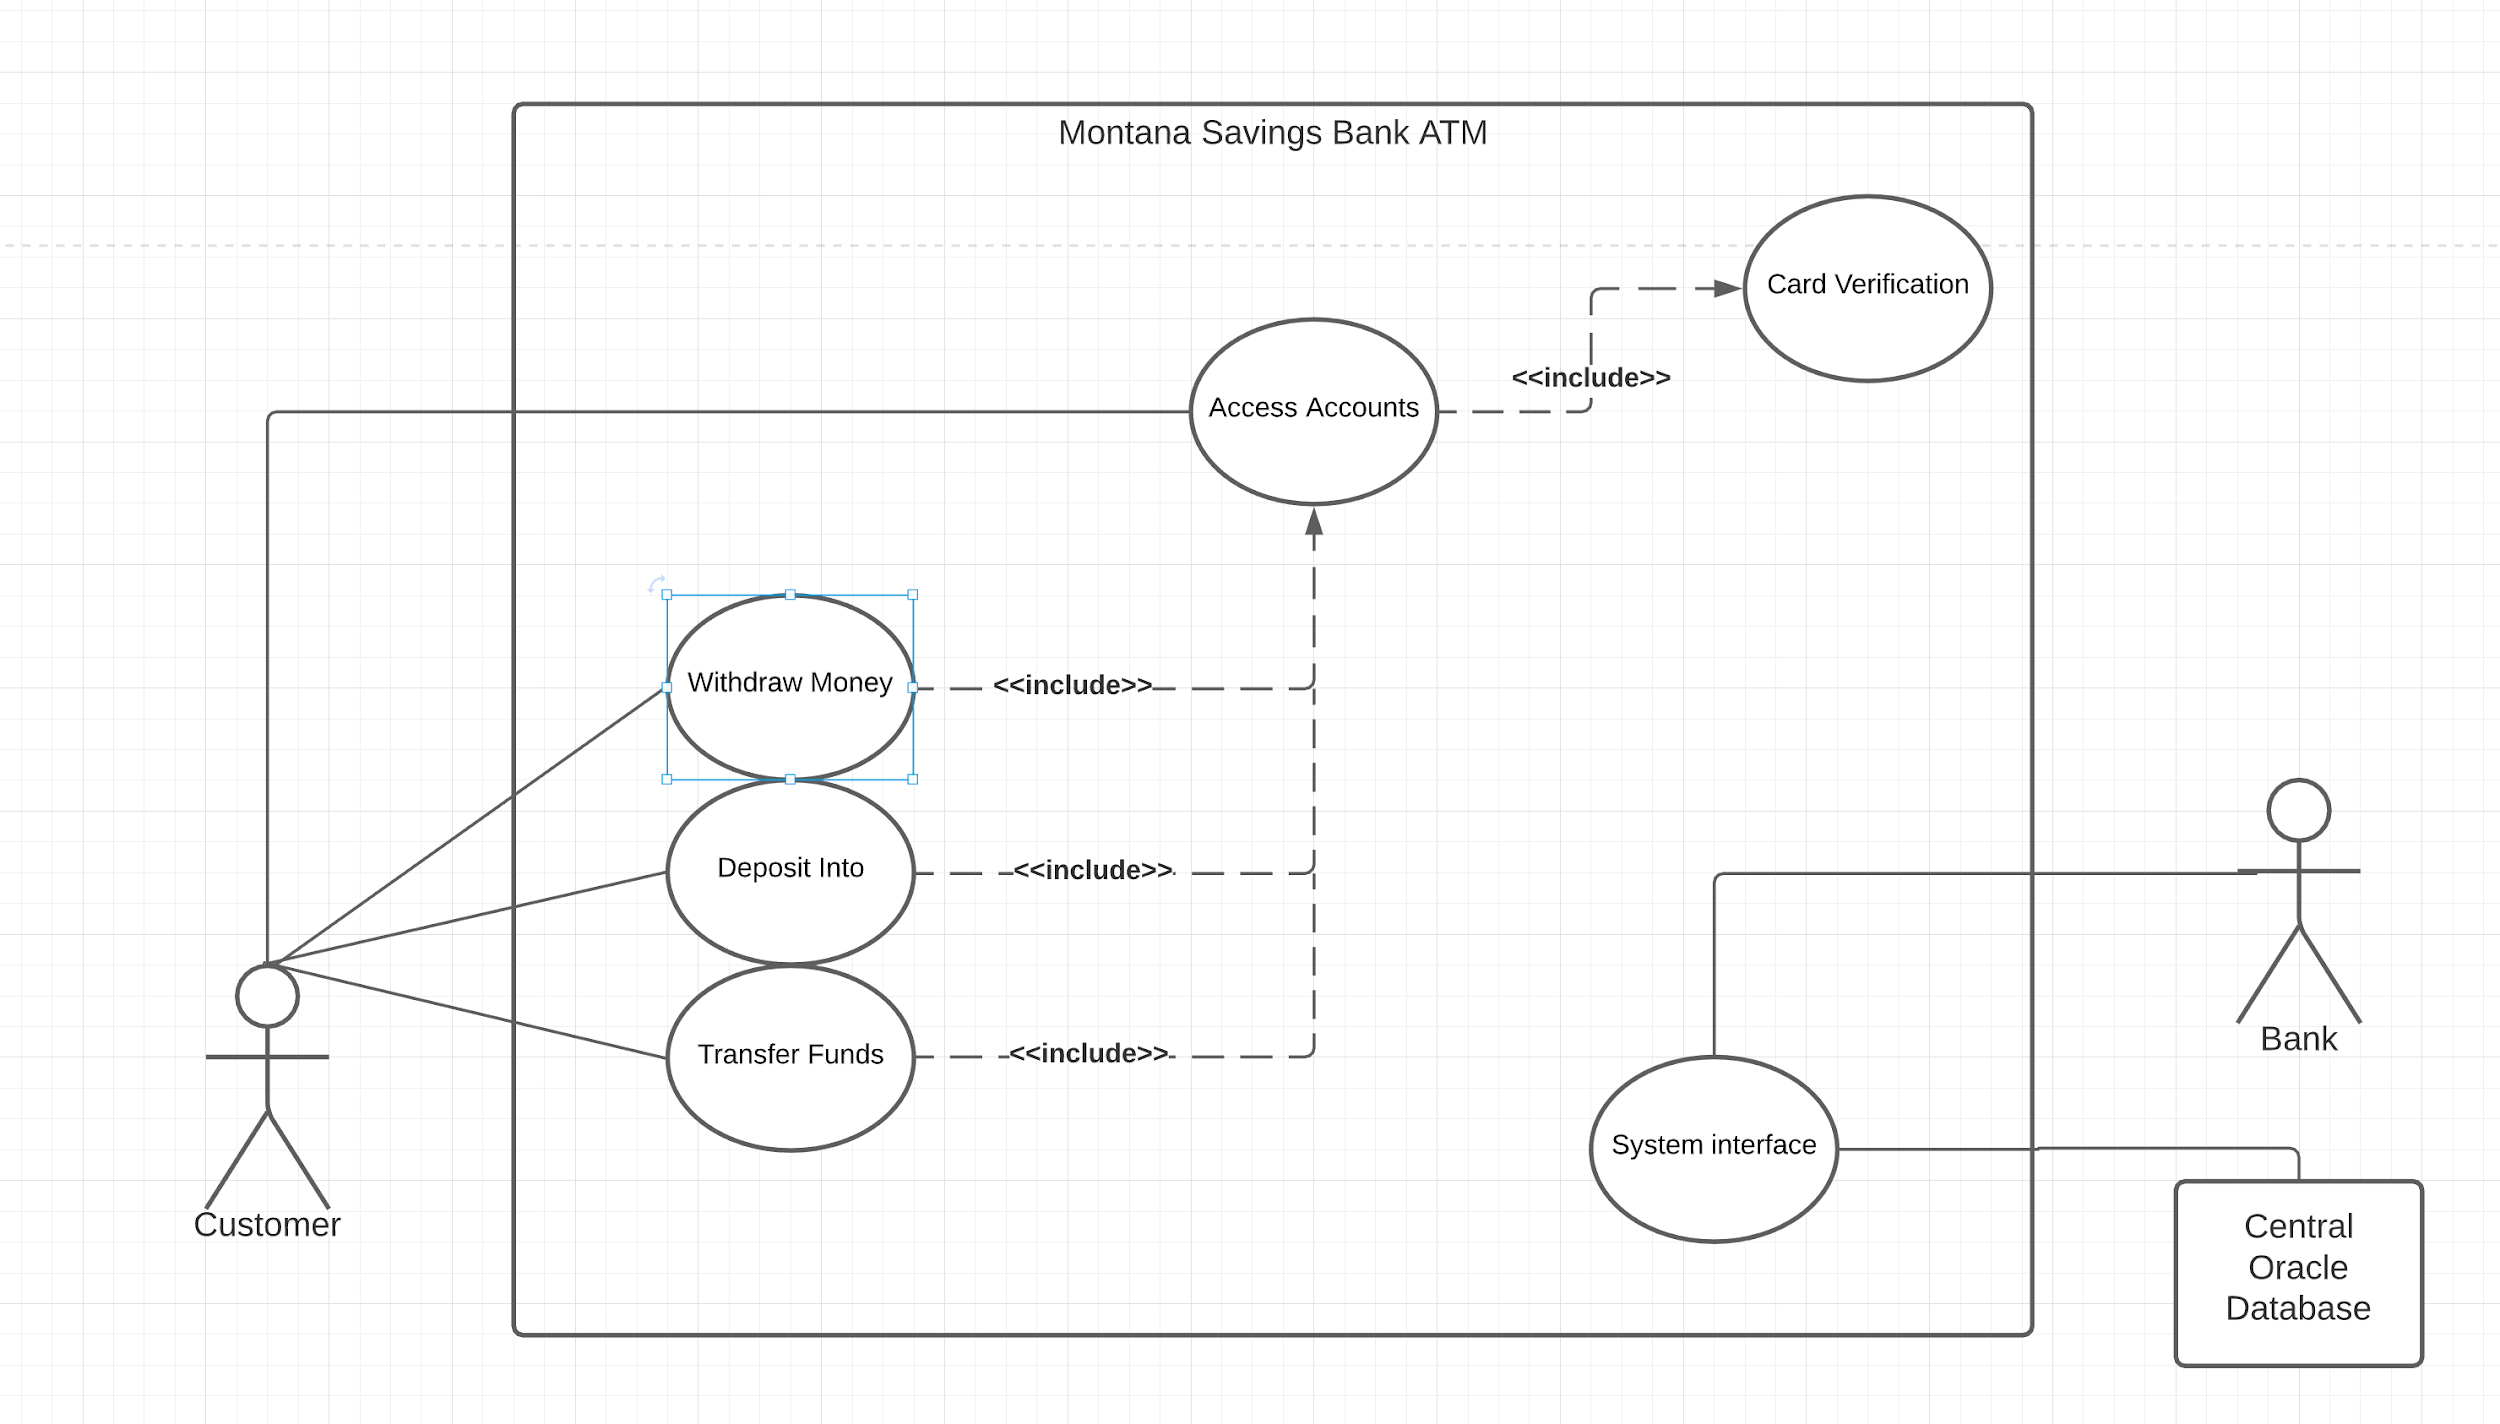 Montana Savings Bank ATM
Card Verification
<<include>>
Access Accounts
Withdraw Money
<<include>>
Deposit Into
<<include>>
Transfer Funds
<<include>>
Bank
System interface
Customer
Central
Oracle
Database